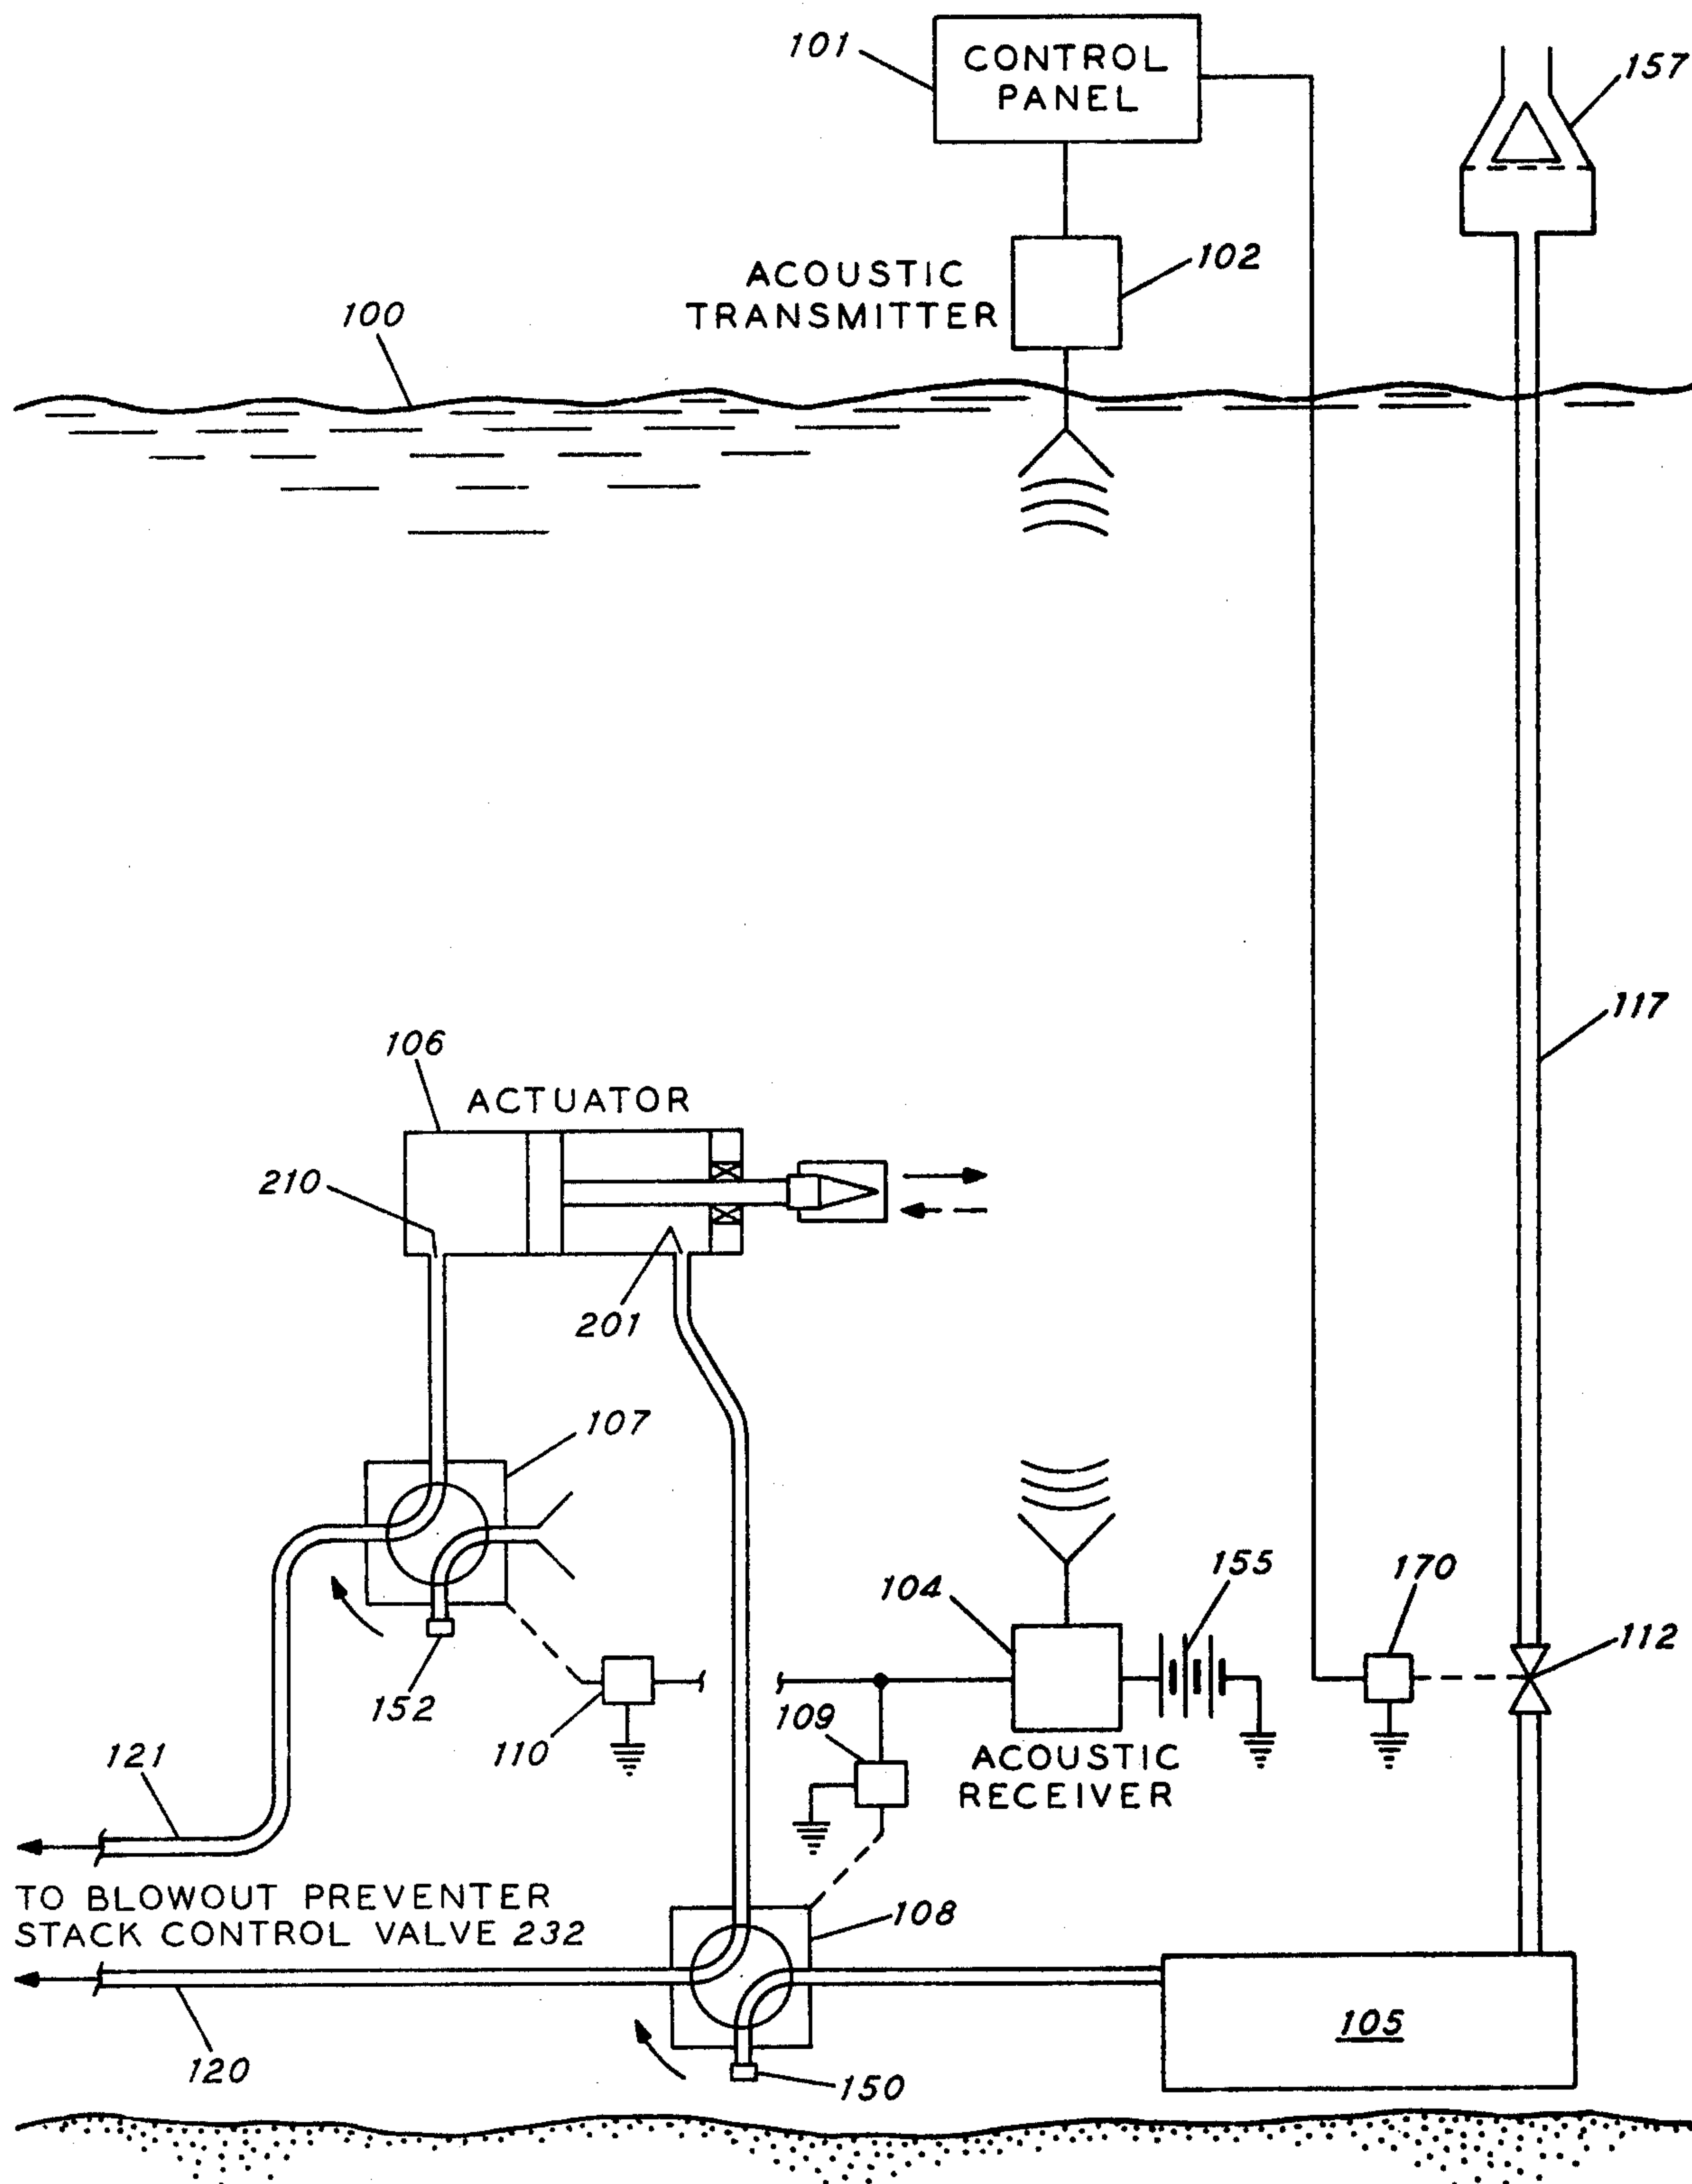 101
CONTROL
PANEL
157
102
ACOUSTIC
TRANSMITTER
100
117
106
ACTUATOR
210
201
107
104
155
170
112
152
110
109
ACOUSTIC
RECEIVER
121
TO BLOWOUT PREVENTER
STACK CONTROL VALVE 232
108
105
120
150